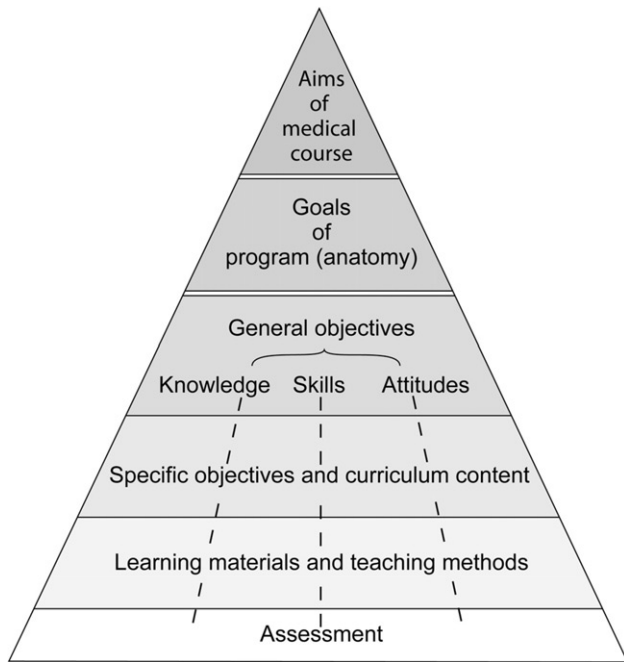 Aims
of
medical
course
Goals
of
program (anatomy)
General objectives
Knowledge Skills Attitudes
Specific objectives and curriculum content
Learning materials and teaching methods
Assessment